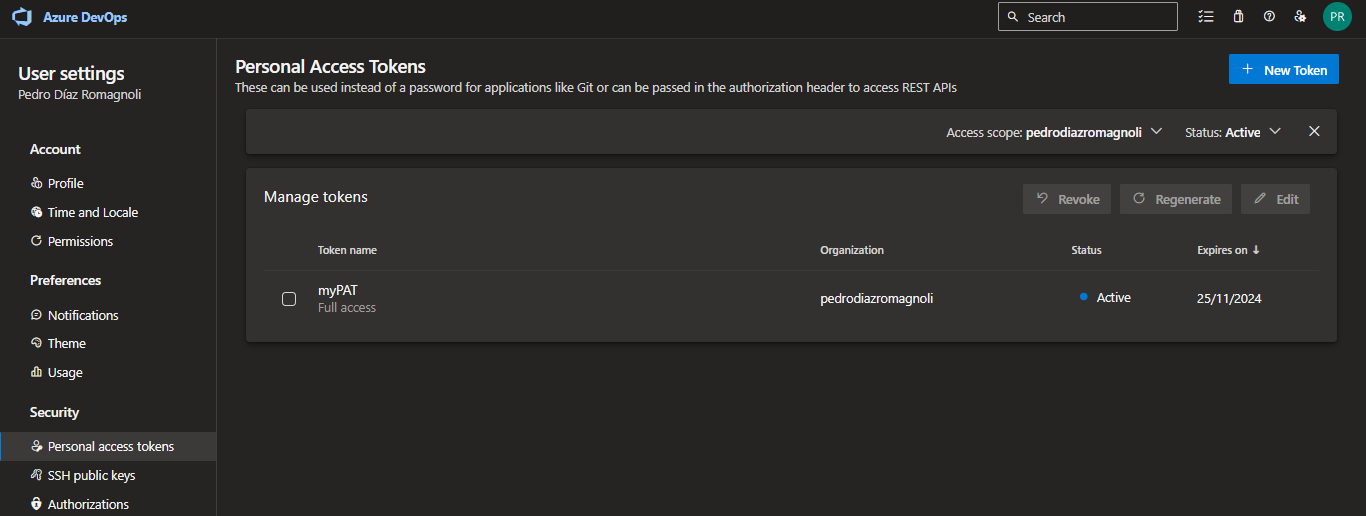 Azure DevOps
Search
PR
User settings
Pedro Díaz Romagnoli
Account
Profile
Time and Locale
Permissions
Preferences
Notifications
Theme
Usage
Security
Personal access tokens
SSH public keys
Authorizations
Personal Access Tokens
These can be used instead of a password for applications like Git or can be passed in the authorization header to access REST APIs
New Token
Access scope: pedrodiazromagnoli Status: Active
Manage tokens
Revoke Regenerate Edit
Token name Organization Status Expires on
myPAT
Full access
pedrodiazromagnoli Active 25/11/2024